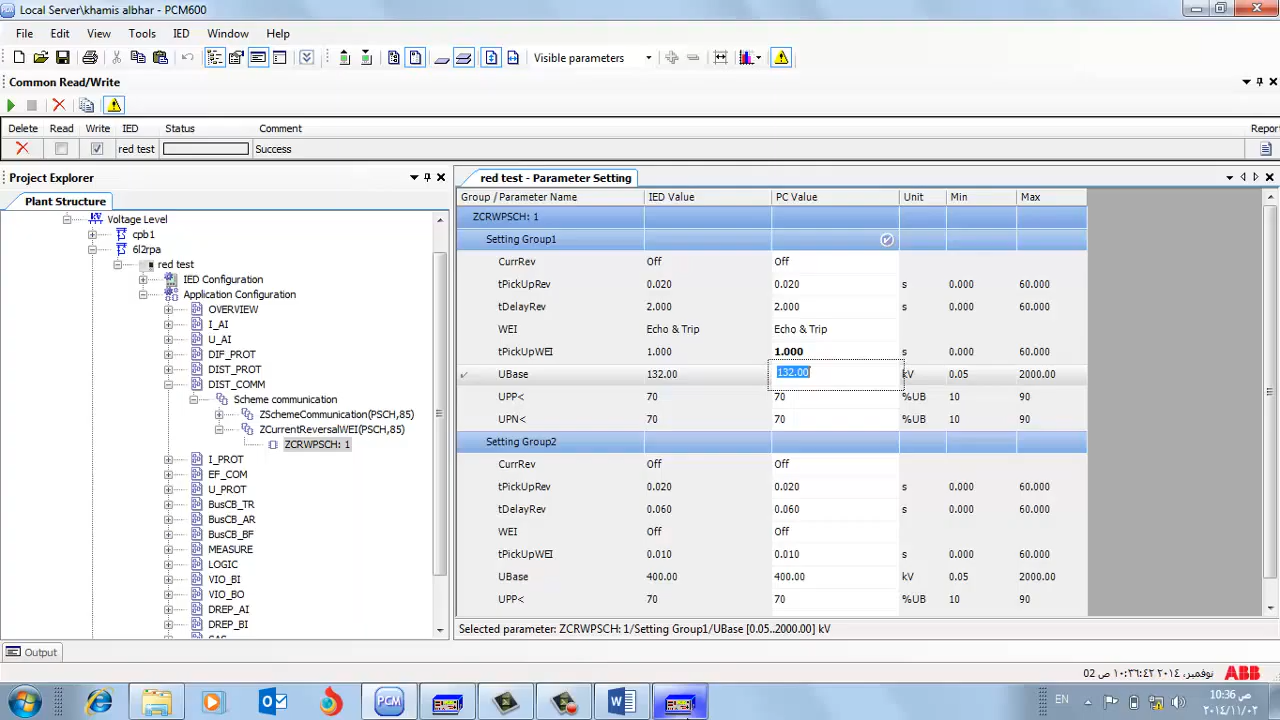 Local Server\khamis albhar - PCM600
File Edit View Tools IED Window Help
Visible parameters
Common Read/Write
Delete Read Write IED Status Comment Report
red test Success
Project Explorer
Plant Structure
Voltage Level
cpb1
6l2rpa
red test
IED Configuration
Application Configuration
OVERVIEW
I_AI
U_AI
DIF_PROT
DIST_PROT
DIST_COMM
Scheme communication
ZSchemeCommunication(PSCH,85)
ZCurrentReversalWEI(PSCH,85)
ZCRWPSCH: 1
I_PROT
EF_COM
U_PROT
BusCB_TR
BusCB_AR
BusCB_BF
MEASURE
LOGIC
VIO_BI
VIO_BO
DREP_AI
DREP_BI
red test - Parameter Setting
Group / Parameter Name IED Value PC Value Unit Min Max
ZCRWPSCH: 1
Setting Group1
CurrRev Off Off
tPickUpRev 0.020 0.020 s 0.000 60.000
tDelayRev 2.000 2.000 s 0.000 60.000
WEI Echo & Trip Echo & Trip
tPickUpWEI 1.000 1.000 s 0.000 60.000
UBase 132.00 132.00 kV 0.05 2000.00
UPP< 70 70 %UB 10 90
UPN< 70 70 %UB 10 90
Setting Group2
CurrRev Off Off
tPickUpRev 0.020 0.020 s 0.000 60.000
tDelayRev 0.060 0.060 s 0.000 60.000
WEI Off Off
tPickUpWEI 0.010 0.010 s 0.000 60.000
UBase 400.00 400.00 kV 0.05 2000.00
UPP< 70 70 %UB 10 90
Selected parameter: ZCRWPSCH: 1/Setting Group1/UBase [0.05..2000.00] kV
Output
02 نوفمبر، ٢٠١٤ ١٠:٣٦:٤٢ ص
ABB
PCM
EN
10:36 ص
٢٠١٤/١١/٠٢